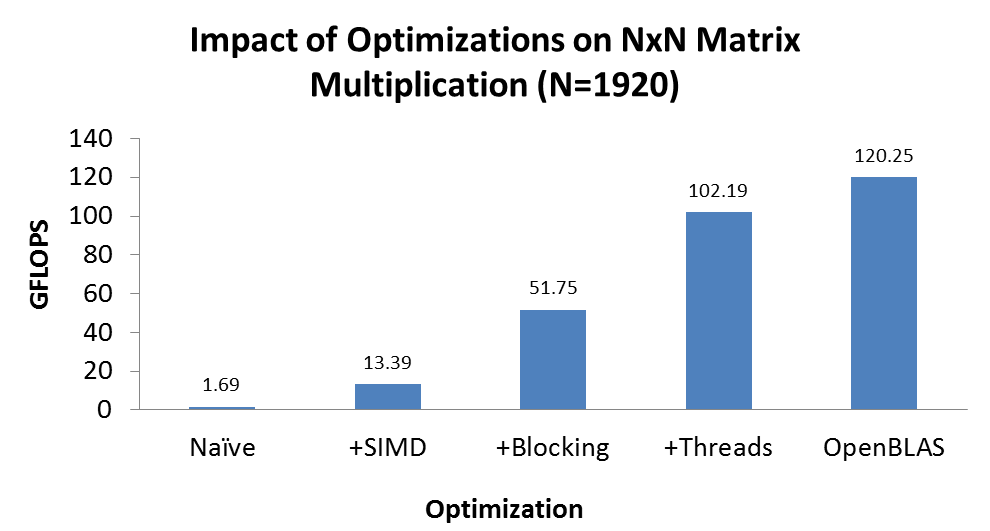 Impact of Optimizations on NxN Matrix
Multiplication (N=1920)
GFLOPS
140
120
100
80
60
40
20
0
1.69
13.39
51.75
102.19
120.25
Naïve
+SIMD
+Blocking
+Threads
OpenBLAS
Optimization